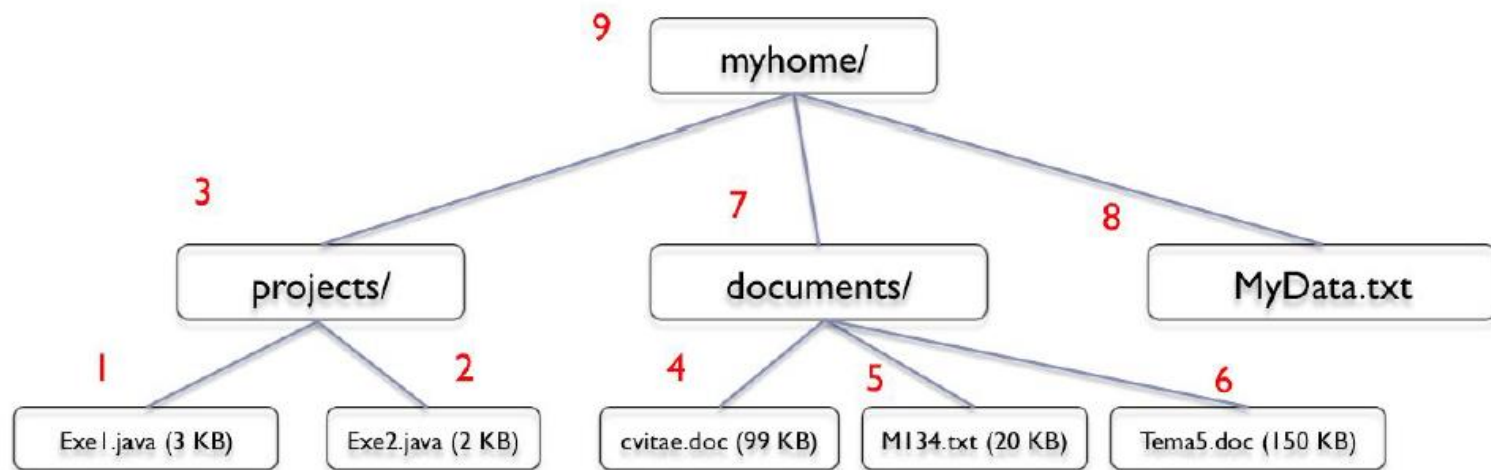 9
myhome/
3
7
8
projects/
documents/
MyData.txt
1
2
4
5
6
Exe1.java (3 KB)
Exe2.java (2 KB)
cvitae.doc (99 KB)
M134.txt (20 KB)
Tema5.doc (150 KB)